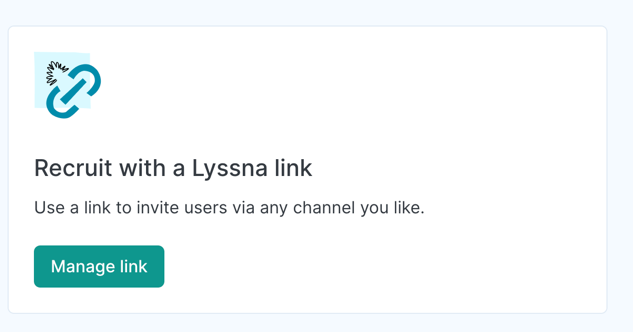 Recruit with a Lyssna link
Use a link to invite users via any channel you like.
Manage link